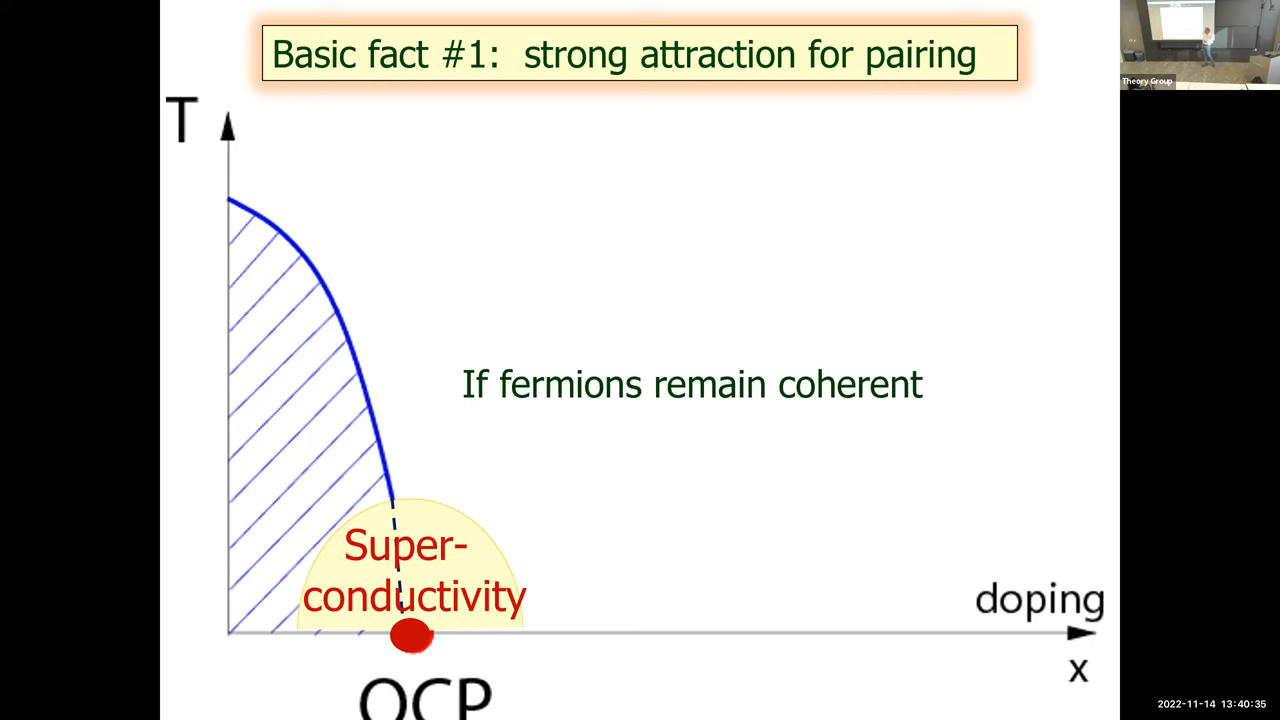 Basic fact #1: strong attraction for pairing
Theory Group
T
If fermions remain coherent
Super-
conductivity
doping
x
QCP
2022-11-14 13:40:35